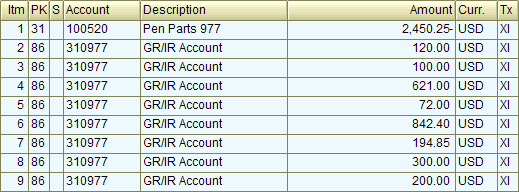 Itm PK S Account Description Amount Curr. Tx
1 31 100520 Pen Parts 977 2,450.25- USD XI
2 86 310977 GR/IR Account 120.00 USD XI
3 86 310977 GR/IR Account 100.00 USD XI
4 86 310977 GR/IR Account 621.00 USD XI
5 86 310977 GR/IR Account 72.00 USD XI
6 86 310977 GR/IR Account 842.40 USD XI
7 86 310977 GR/IR Account 194.85 USD XI
8 86 310977 GR/IR Account 300.00 USD XI
9 86 310977 GR/IR Account 200.00 USD XI